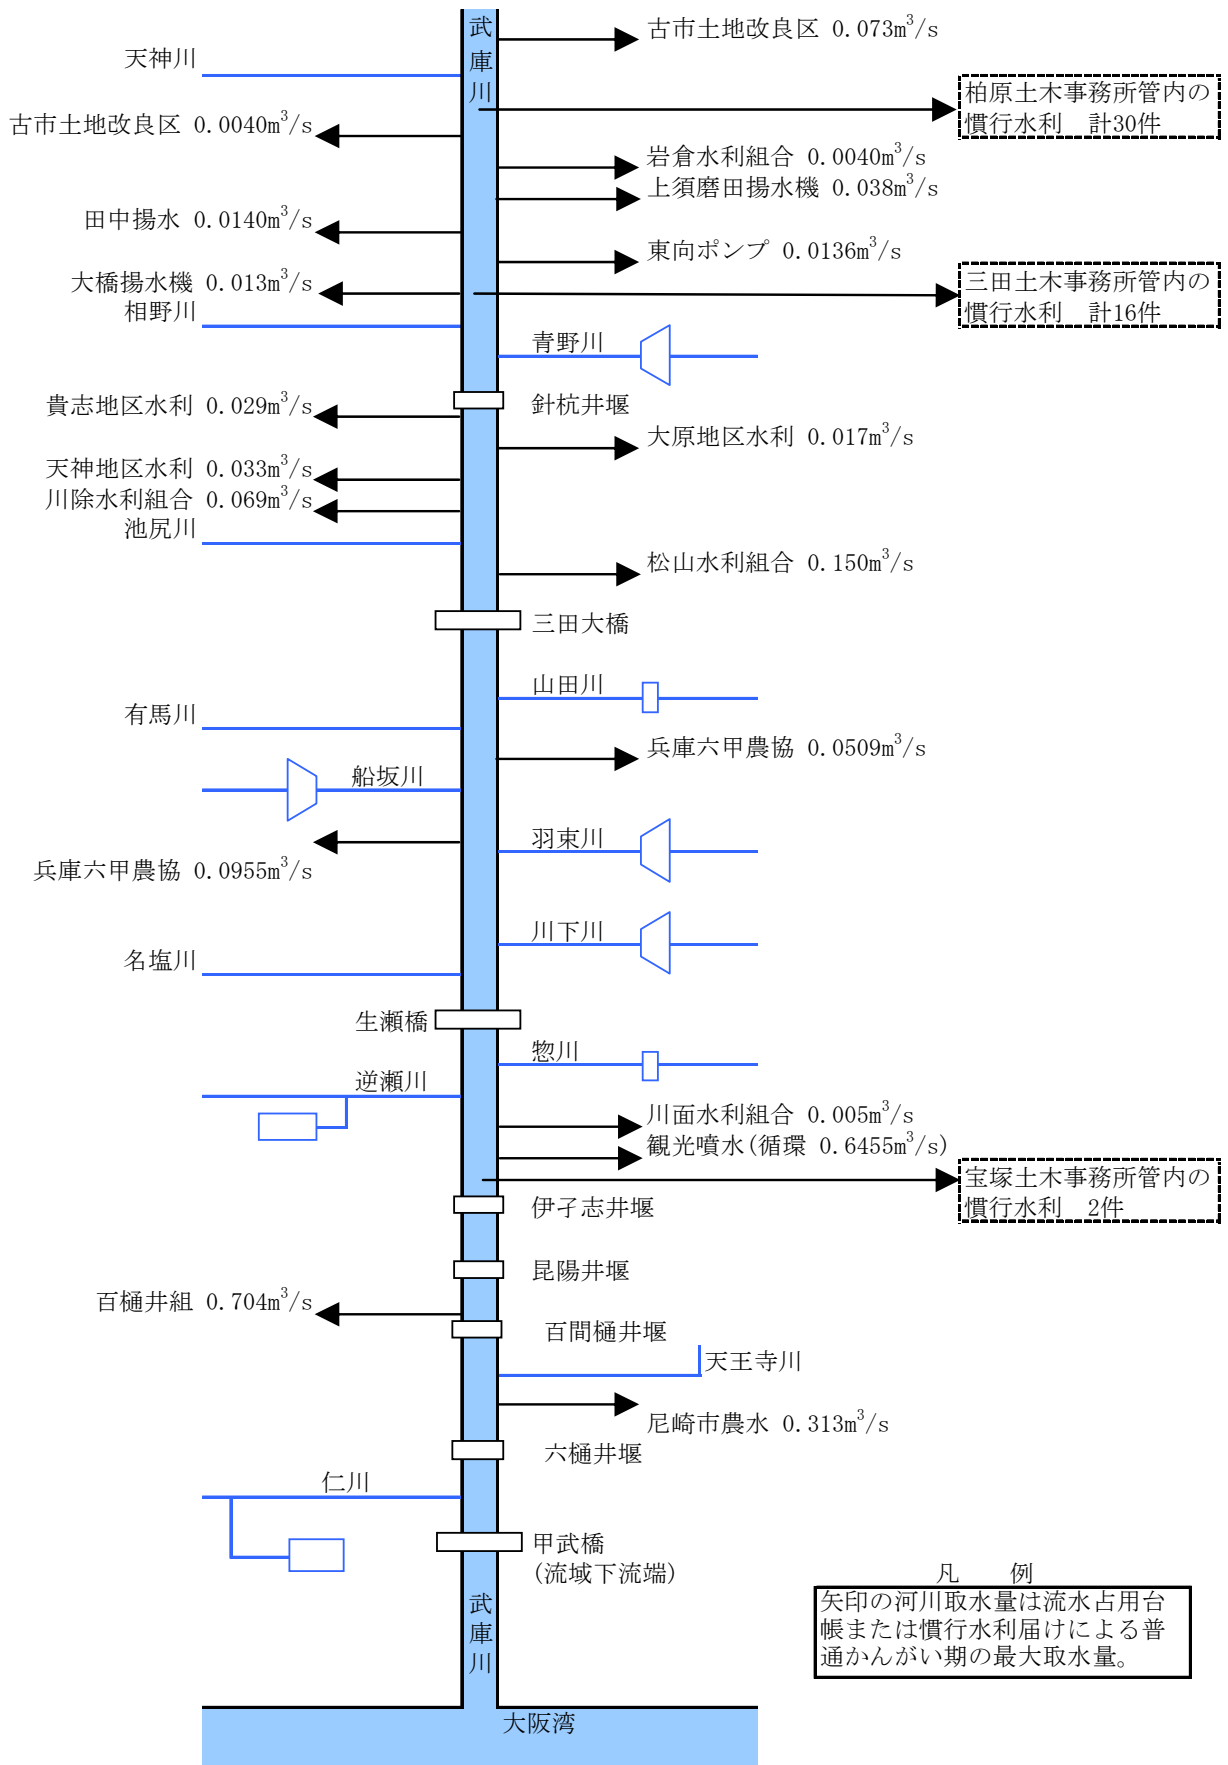 武庫川
古市土地改良区 0.073m³/s
天神川
柏原土木事務所管内の
慣行水利 計30件
古市土地改良区 0.0040m³/s
岩倉水利組合 0.0040m³/s
上須磨田揚水機 0.038m³/s
田中揚水 0.0140m³/s
東向ポンプ 0.0136m³/s
大橋揚水機 0.013m³/s
三田土木事務所管内の
慣行水利 計16件
相野川
青野川
貴志地区水利 0.029m³/s
針杭井堰
大原地区水利 0.017m³/s
天神地区水利 0.033m³/s
川除水利組合 0.069m³/s
池尻川
松山水利組合 0.150m³/s
三田大橋
山田川
有馬川
兵庫六甲農協 0.0509m³/s
船坂川
羽束川
兵庫六甲農協 0.0955m³/s
川下川
名塩川
生瀬橋
惣川
逆瀬川
川面水利組合 0.005m³/s
観光噴水(循環 0.6455m³/s)
宝塚土木事務所管内の
慣行水利 2件
伊孑志井堰
昆陽井堰
百樋井組 0.704m³/s
百間樋井堰
天王寺川
尼崎市農水 0.313m³/s
六樋井堰
仁川
甲武橋
(流域下流端)
凡 例
矢印の河川取水量は流水占用台
帳または慣行水利届けによる普
通かんがい期の最大取水量。
武庫川
大阪湾